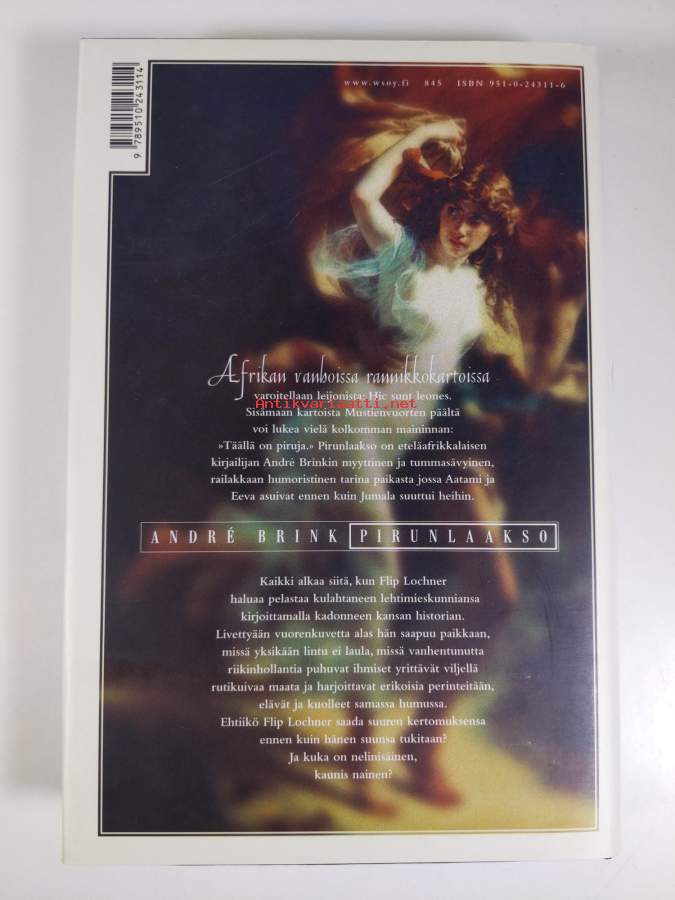 www.wsoy.fi 845 ISBN 951-0-24311-6
9 789510 243114
Afrikan vanhoissa rannikkokartoissa
varoitellaan leijonista: Hic sunt leones.
Antikvariaatti.net
Sisämaan kartoista Mustienvuorten päältä
voi lukea vielä kolkomman maininnan:
»Täällä on piruja.» Pirunlaakso on eteläafrikkalaisen
kirjailijan André Brinkin myyttinen ja tummasävyinen,
railakkaan humoristinen tarina paikasta jossa Aatami ja
Eeva asuivat ennen kuin Jumala suuttui heihin.
ANDRÉ BRINK PIRUNLAAKSO
Kaikki alkaa siitä, kun Flip Lochner
haluaa pelastaa kulahtaneen lehtimieskunniansa
kirjoittamalla kadonneen kansan historian.
Livettyään vuorenkuvetta alas hän saapuu paikkaan,
missä yksikään lintu ei laula, missä vanhentunutta
riikinhollantia puhuvat ihmiset yrittävät viljellä
rutikuivaa maata ja harjoittavat erikoisia perinteitään,
elävät ja kuolleet samassa humussa.
Ehtiikö Flip Lochner saada suuren kertomuksensa
ennen kuin hänen suunsa tukitaan?
Ja kuka on nelinisäinen,
kaunis nainen?